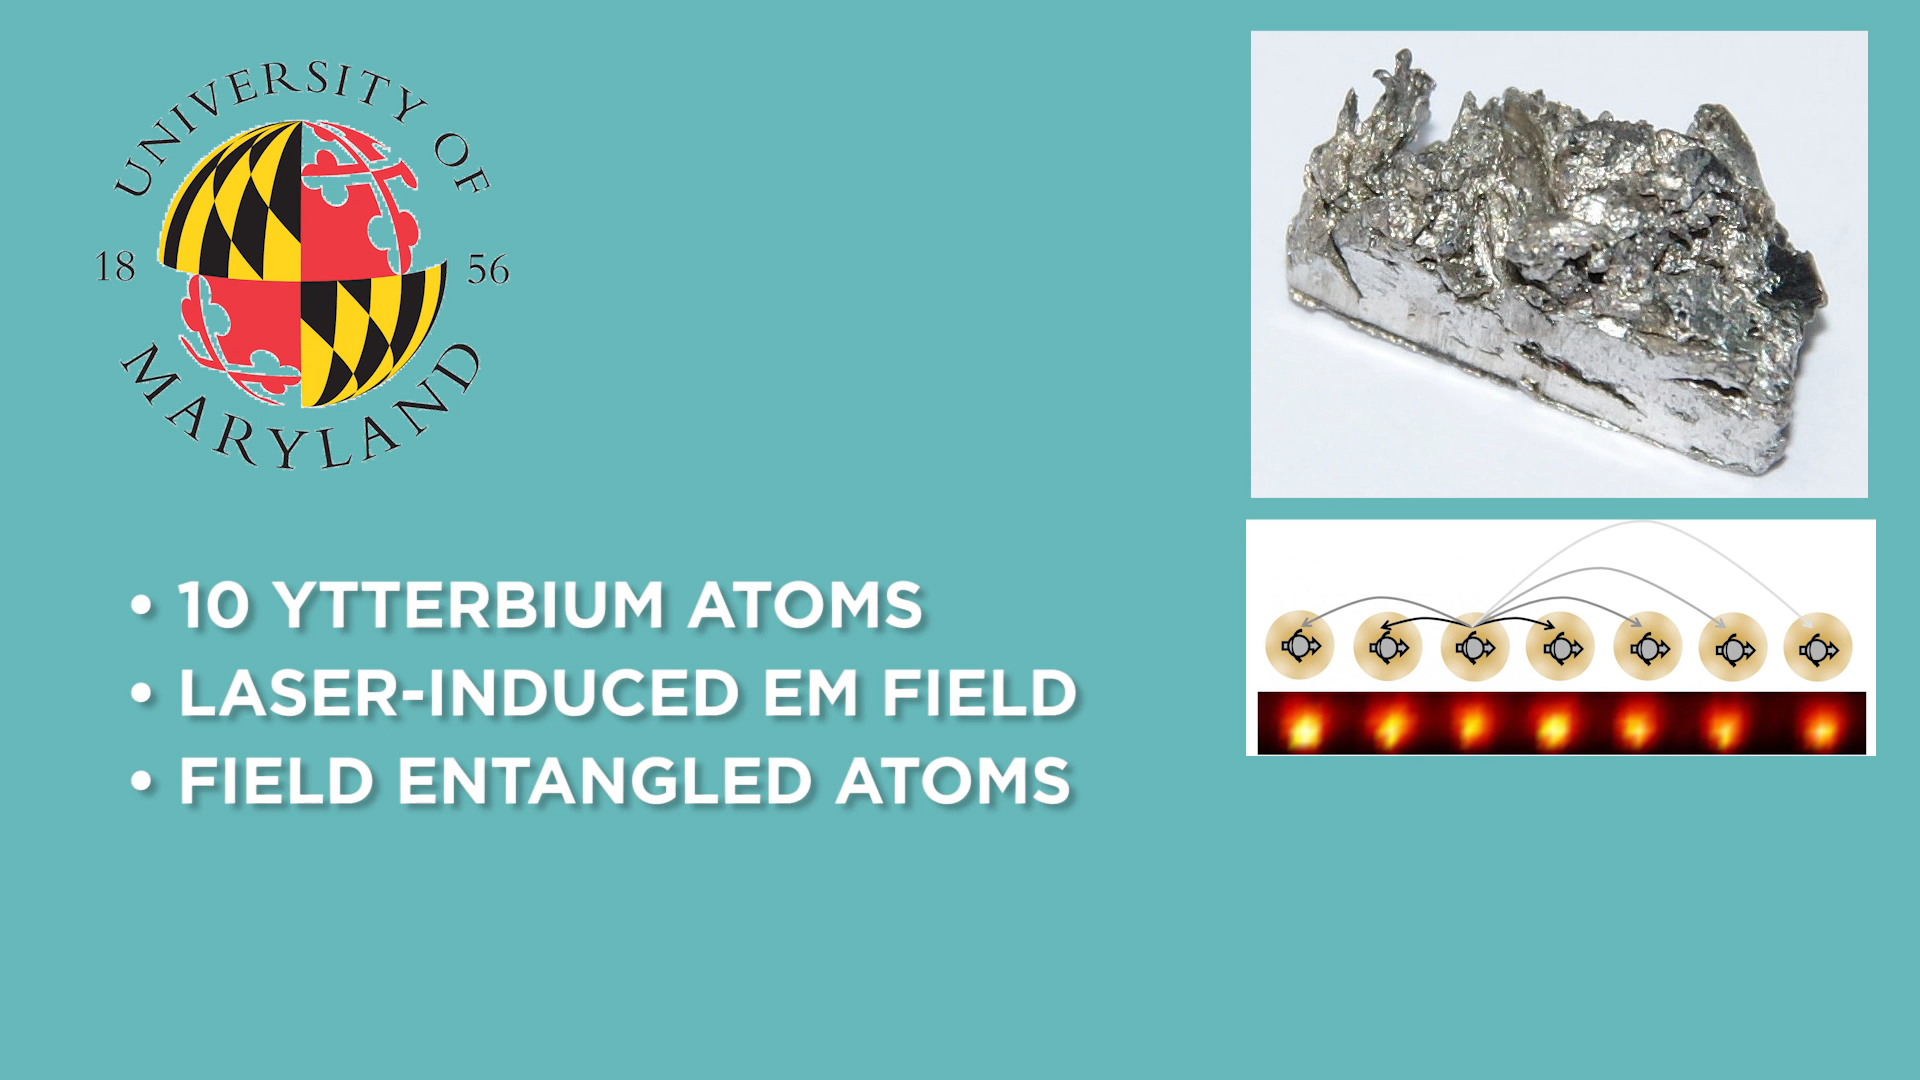 UNIVERSITY OF
18 56
MARYLAND
• 10 YTTERBIUM ATOMS
• LASER-INDUCED EM FIELD
• FIELD ENTANGLED ATOMS